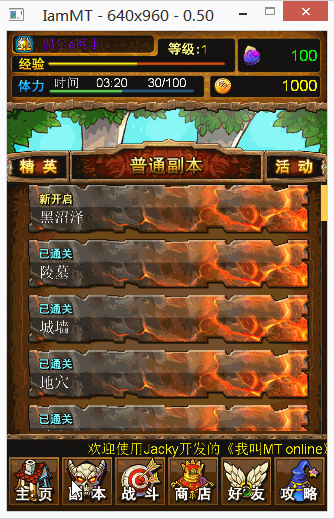 IamMT - 640x960 - 0.50
等级:1
100
经验
体力 时间 03:20 30/100
1000
精英 普通副本 活动
新开启
黑沼泽
已通关
陵墓
已通关
城墙
已通关
地穴
已通关
欢迎使用Jacky开发的《我叫MT online》
主页 副本 战斗 商店 好友 攻略